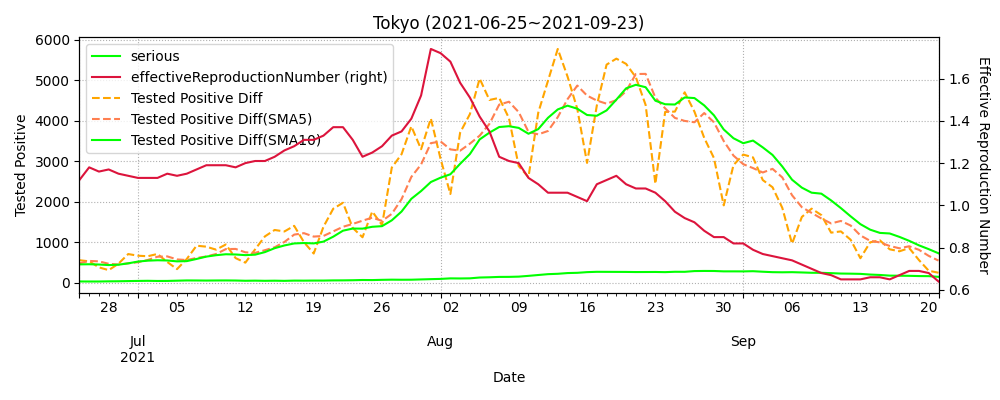 Tokyo (2021-06-25~2021-09-23)
serious
effectiveReproductionNumber (right)
Tested Positive Diff
Tested Positive Diff(SMA5)
Tested Positive Diff(SMA10)
Tested Positive
6000
5000
4000
3000
2000
1000
0
Effective Reproduction Number
1.6
1.4
1.2
1.0
0.8
0.6
28 05 12 19 26 02 09 16 23 30 06 13 20
Jul Aug Sep
2021
Date